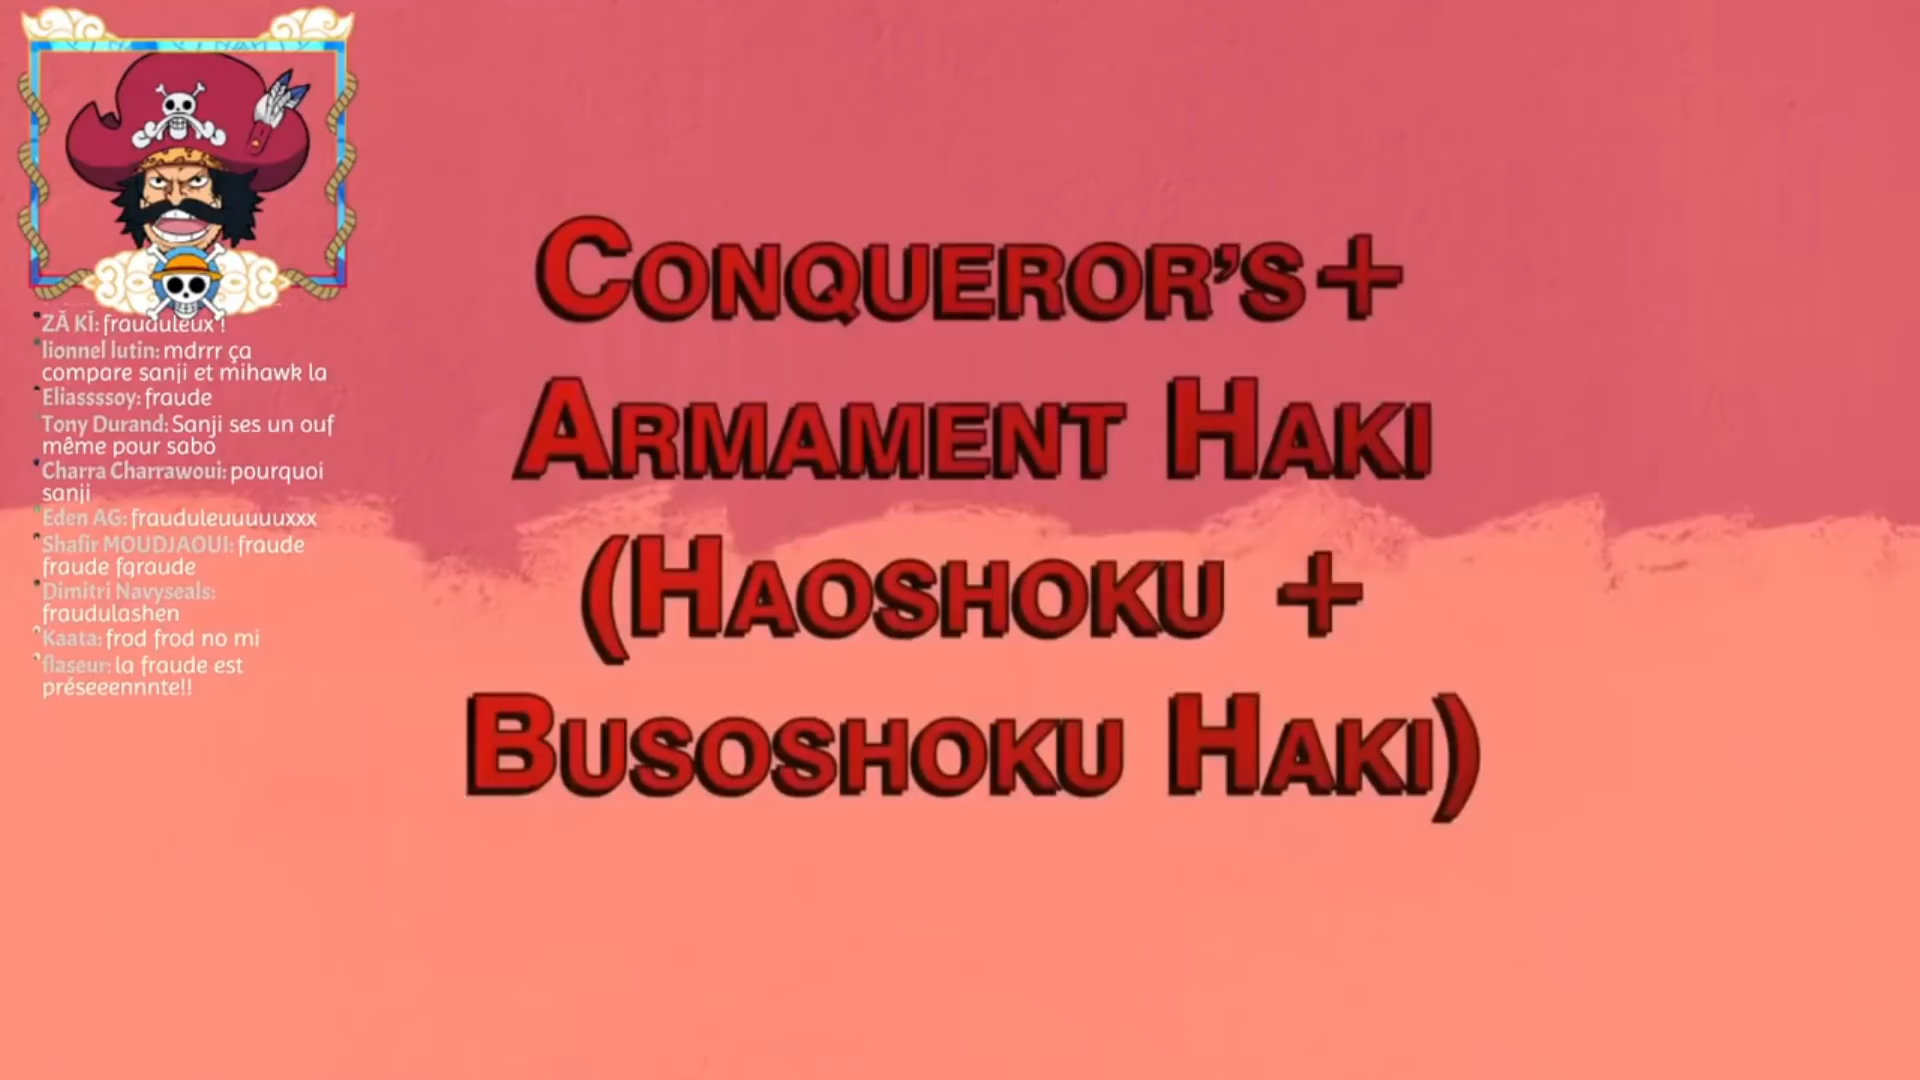 ZĂ KĬ: frauduleux !
lionnel lutin: mdrrr ça
compare sanji et mihawk la
Eliassssoy: fraude
Tony Durand: Sanji ses un ouf
même pour sabo
Charra Charrawoui: pourquoi
sanji
Eden AG: frauduleuuuuuxxx
Shafir MOUDJAOUI: fraude
fraude fgraude
Dimitri Navyseals:
fraudulashen
Kaata: frod frod no mi
flaseur: la fraude est
préseeennnte!!
CONQUEROR'S+
ARMAMENT HAKI
(HAOSHOKU +
BUSOSHOKU HAKI)